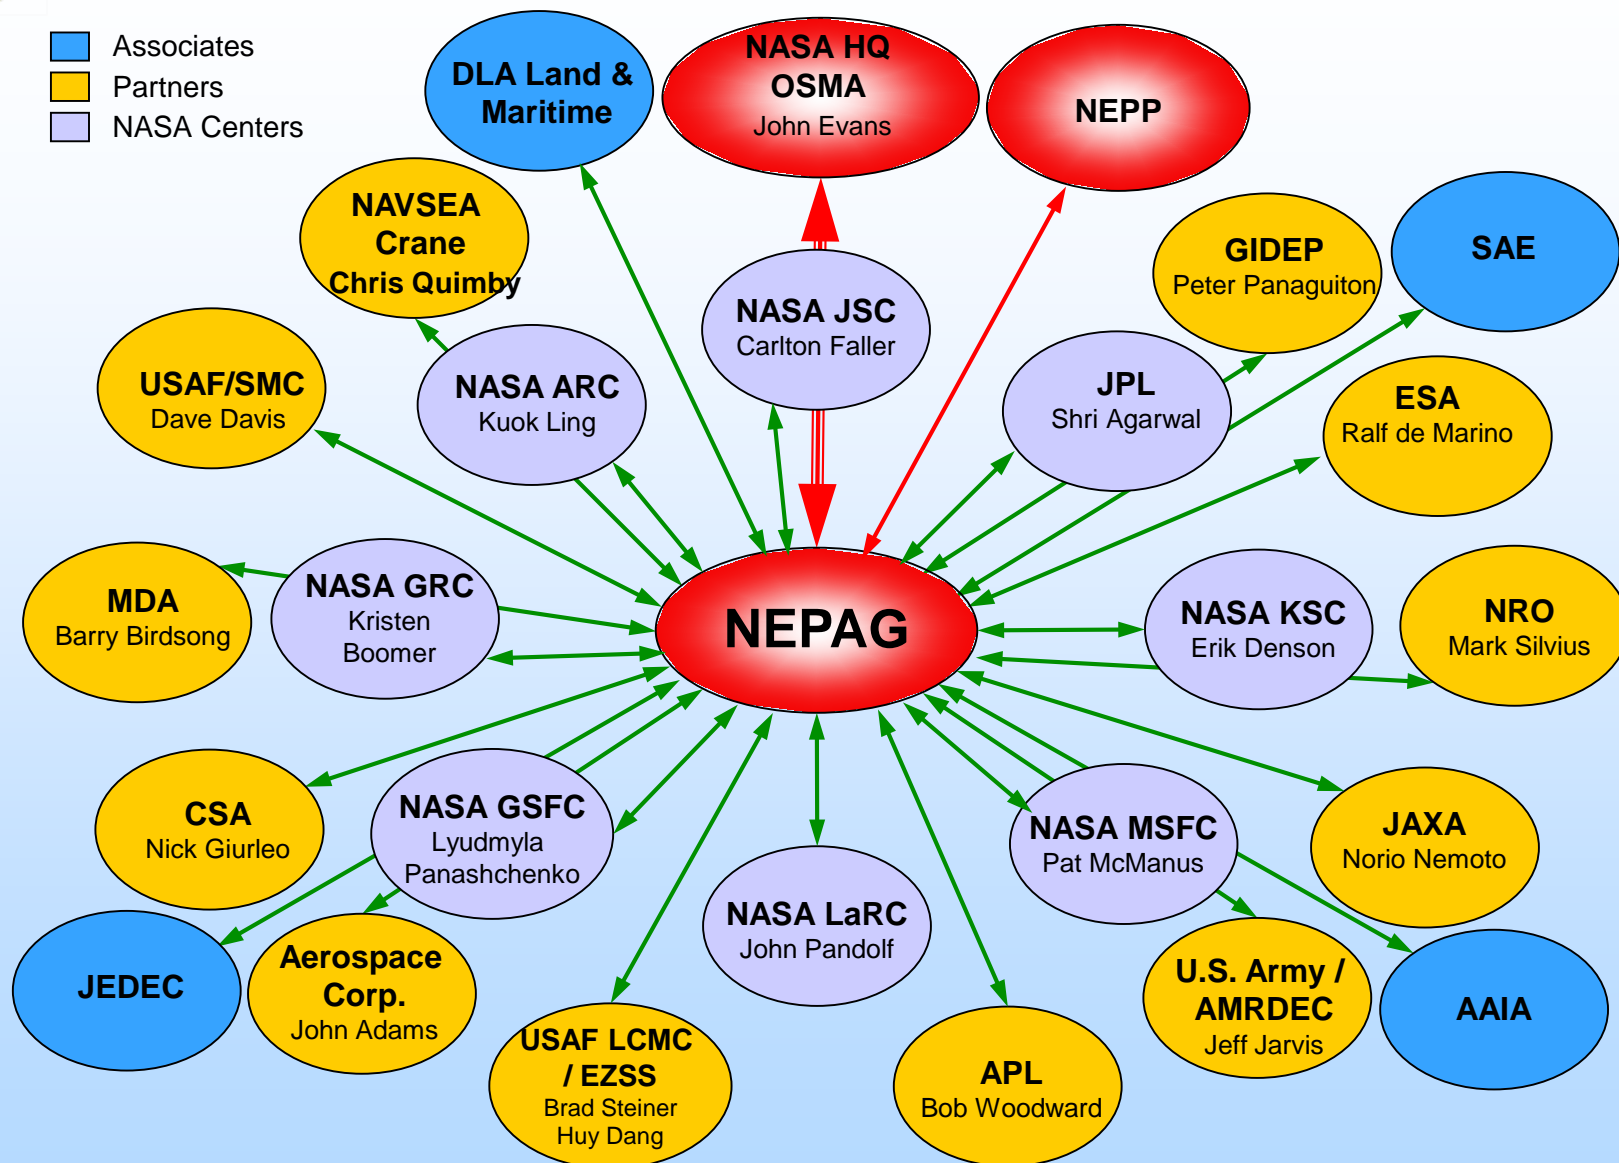 Associates
Partners
NASA Centers
DLA Land &
Maritime
NASA HQ
OSMA
John Evans
NEPP
NAVSEA
Crane
Chris Quimby
NASA JSC
Carlton Faller
GIDEP
Peter Panaguiton
SAE
USAF/SMC
Dave Davis
NASA ARC
Kuok Ling
JPL
Shri Agarwal
ESA
Ralf de Marino
MDA
Barry Birdsong
NASA GRC
Kristen
Boomer
NEPAG
NASA KSC
Erik Denson
NRO
Mark Silvius
CSA
Nick Giurleo
NASA GSFC
Lyudmyla
Panashchenko
NASA LaRC
John Pandolf
NASA MSFC
Pat McManus
JAXA
Norio Nemoto
JEDEC
Aerospace
Corp.
John Adams
USAF LCMC
/ EZSS
Brad Steiner
Huy Dang
APL
Bob Woodward
U.S. Army /
AMRDEC
Jeff Jarvis
AAIA